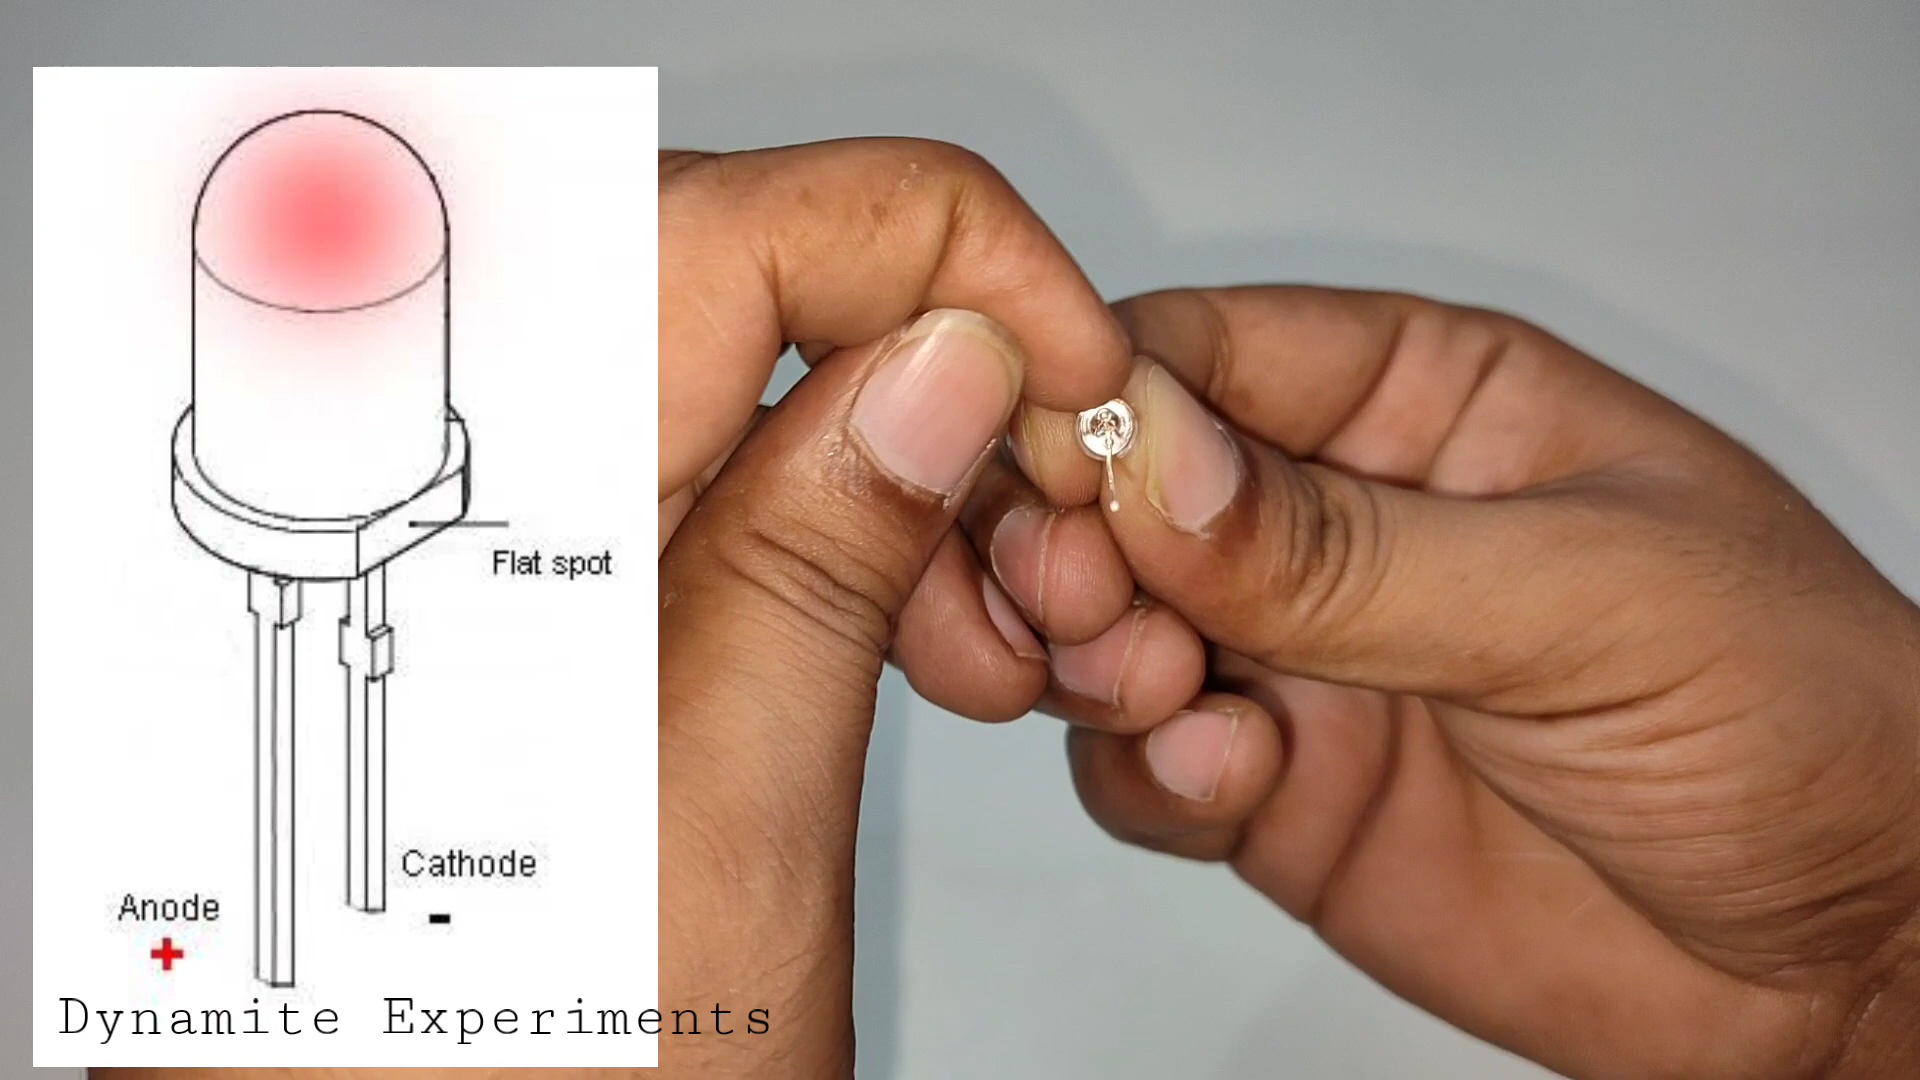 Flat spot
Cathode
-
Anode
+
Dynamite Experiments